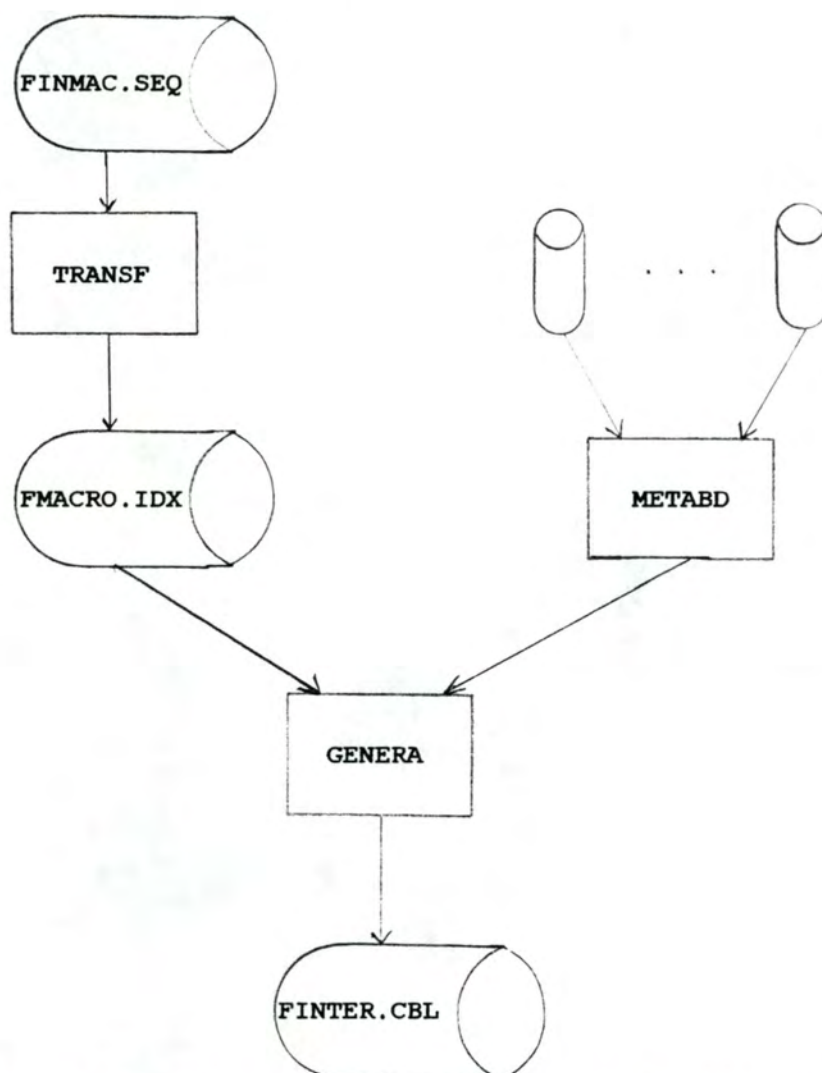 FINMAC.SEQ
TRANSF
. . .
FMACRO.IDX
METABD
GENERA
FINTER.CBL